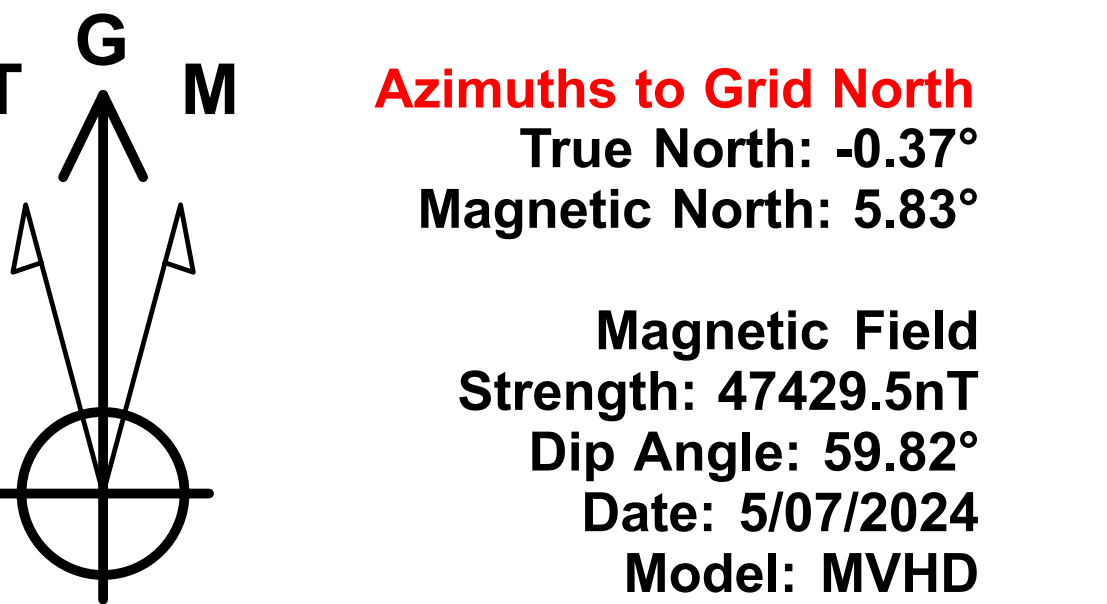 G
T
M
Azimuths to Grid North
True North: -0.37°
Magnetic North: 5.83°
Magnetic Field
Strength: 47429.5nT
Dip Angle: 59.82°
Date: 5/07/2024
Model: MVHD